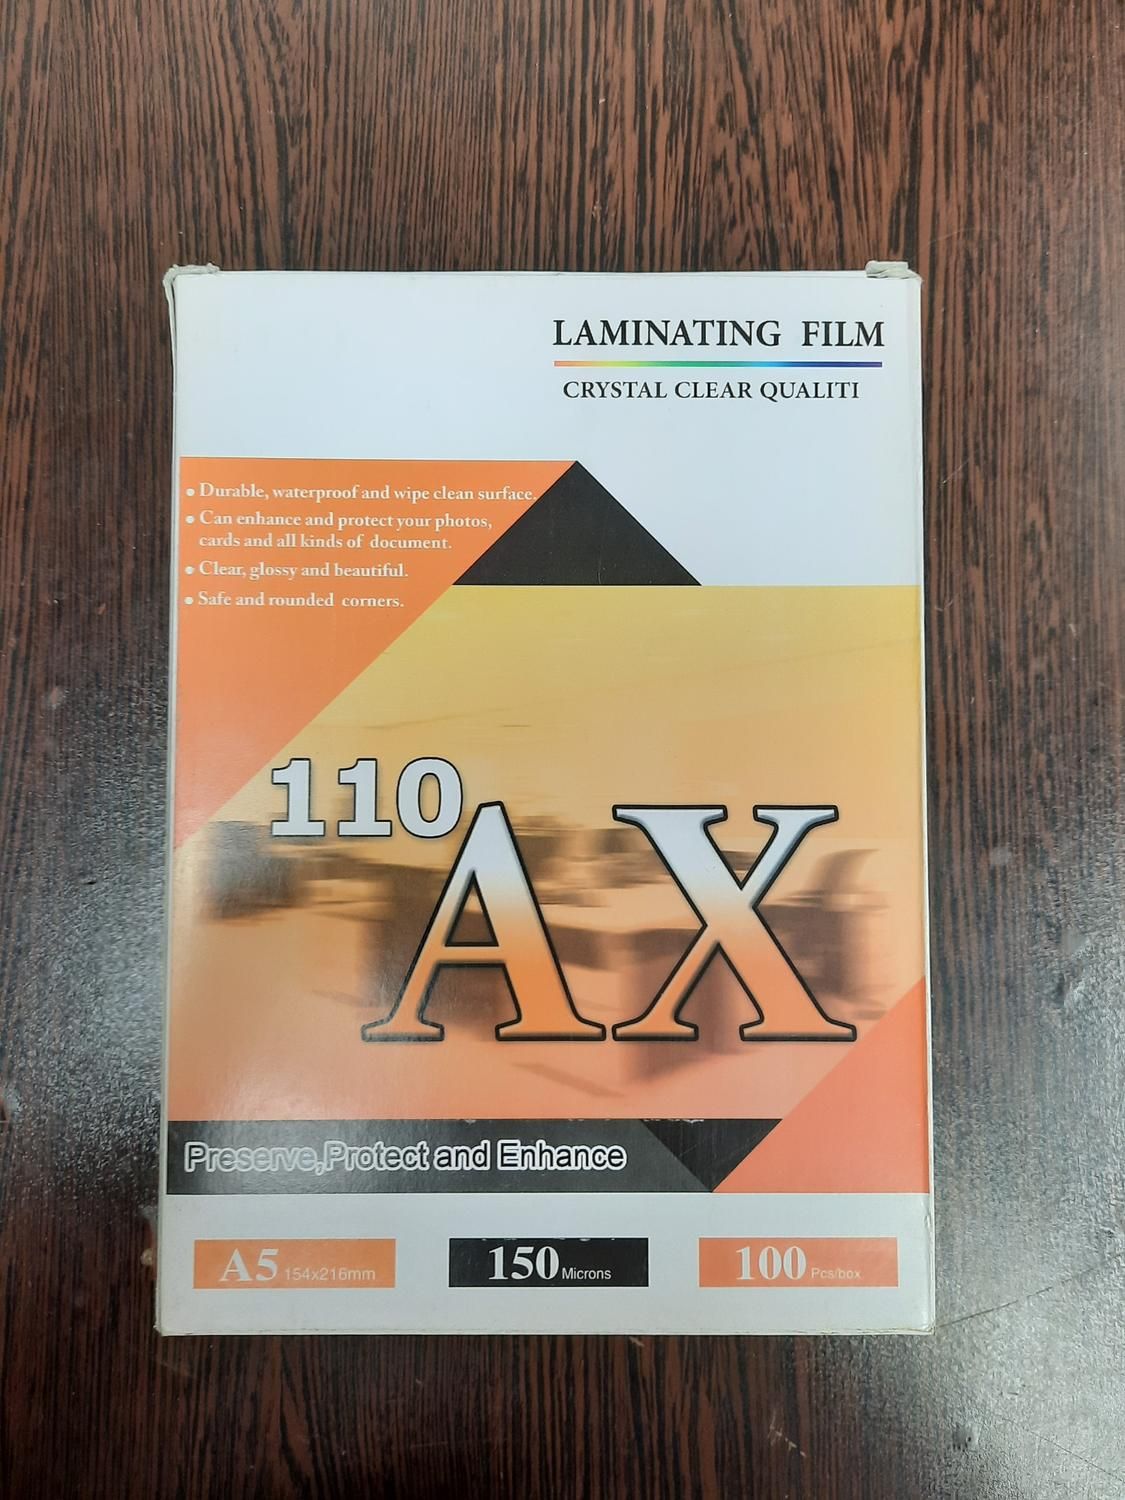 LAMINATING FILM
CRYSTAL CLEAR QUALITI
• Durable, waterproof and wipe clean surface.
• Can enhance and protect your photos,
cards and all kinds of document.
• Clear, glossy and beautiful.
• Safe and rounded corners.
110
AX
Preserve,Protect and Enhance
A5 154x216mm
150 Microns
100 Pcs/box